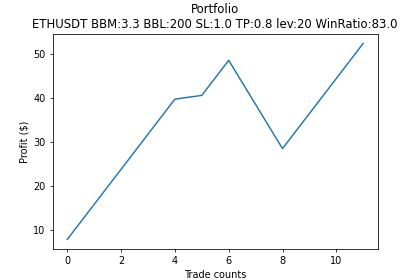 Portfolio
ETHUSDT BBM:3.3 BBL:200 SL:1.0 TP:0.8 lev:20 WinRatio:83.0
50
40
30
20
10
Profit ($)
0 2 4 6 8 10
Trade counts